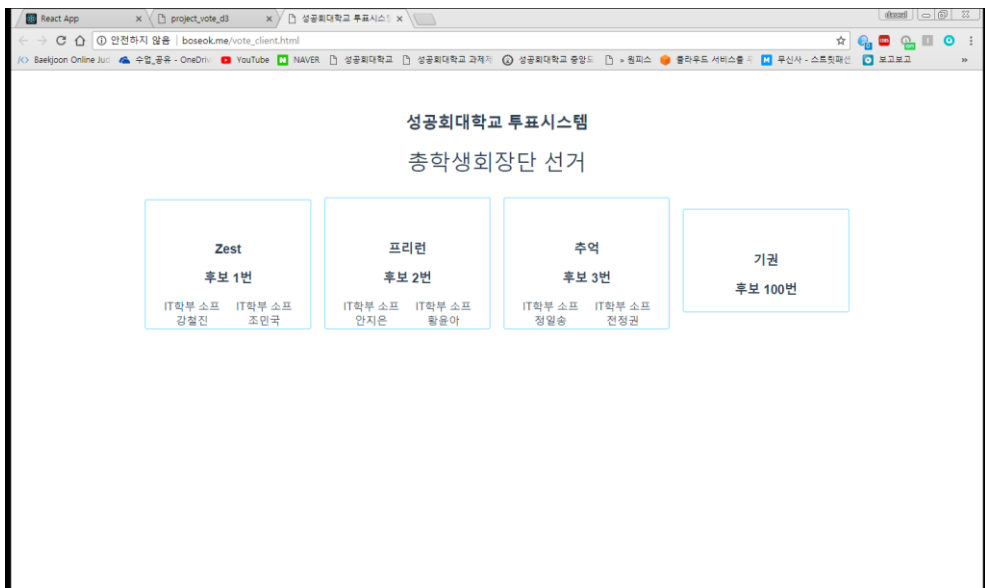 React App
project_vote_d3
성공회대학교 투표시스
안전하지 않음 | boseok.me/vote_client.html
Baekjoon Online Jud 수업_공유 - OneDriv YouTube NAVER 성공회대학교 성공회대학교 과제 성공회대학교 중앙도 » 원피스 클라우드 서비스를 무신사 - 스트릿패션 보고보고 »
성공회대학교 투표시스템
총학생회장단 선거
Zest
후보 1번
IT학부 소프 IT학부 소프
강철진 조민국
프리런
후보 2번
IT학부 소프 IT학부 소프
안지은 황윤아
추억
후보 3번
IT학부 소프 IT학부 소프
정일송 전정권
기권
후보 100번